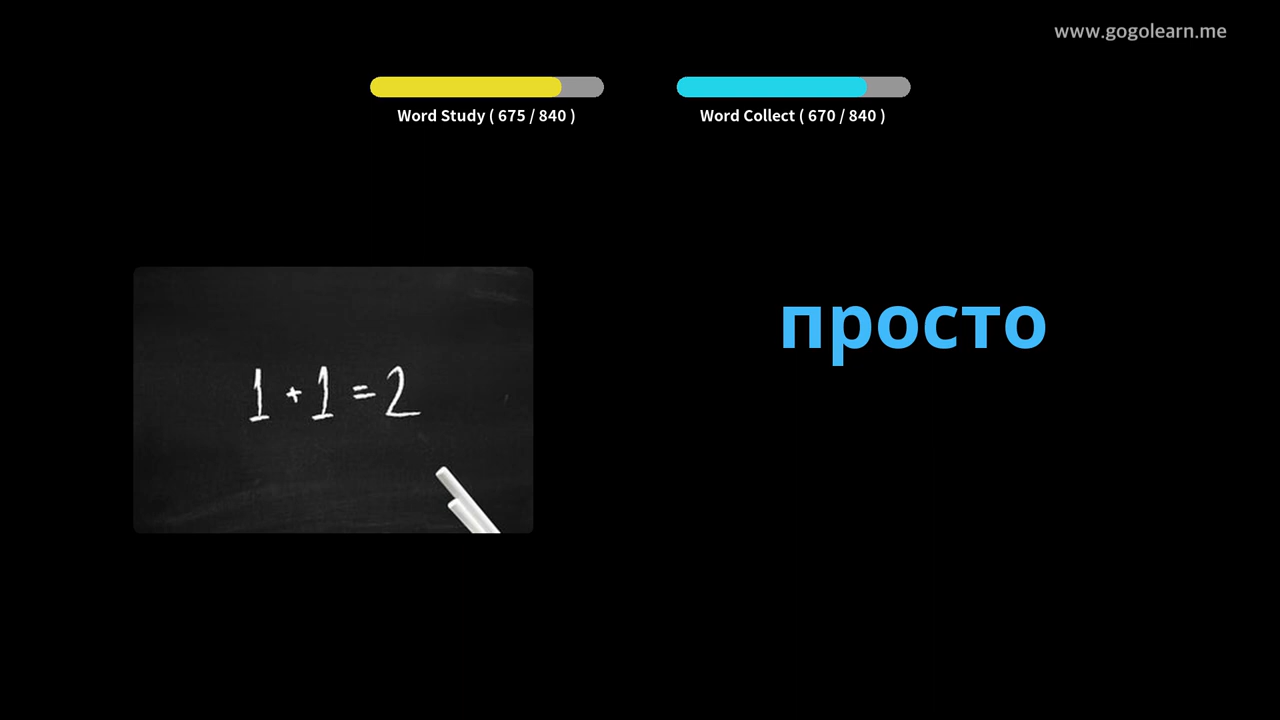 www.gogolearn.me
Word Study ( 675 / 840 )
Word Collect ( 670 / 840 )
просто
1 + 1 = 2